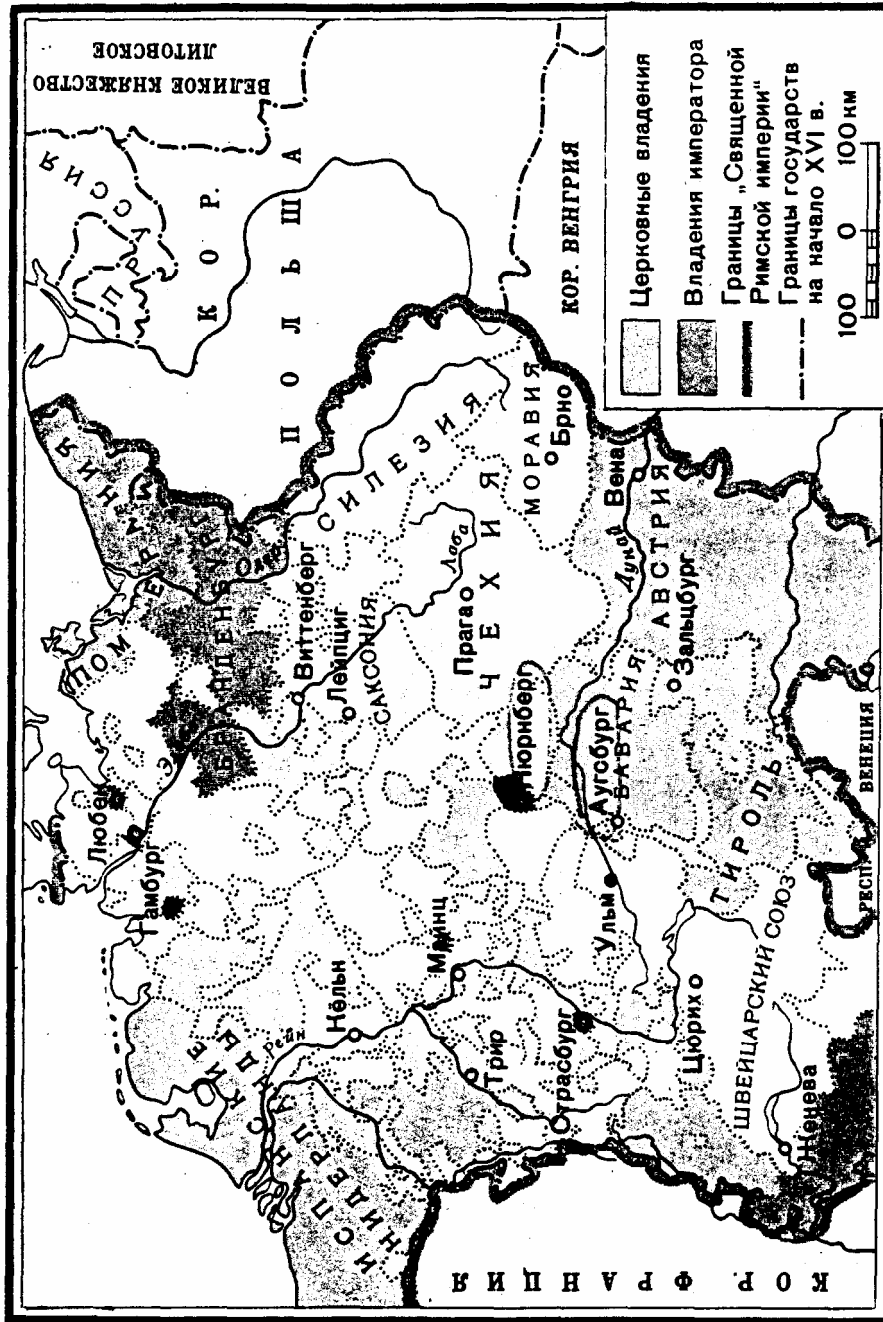 ВЕЛИКОЕ КНЯЖЕСТВО
ЛИТОВСКОЕ
ПРУССИЯ
КОР.
ПОЛЬША
КОР. ВЕНГРИЯ
ПОМЕРАНИЯ
БРАНДЕНБУРГ
Одер
СИЛЕЗИЯ
МОРАВИЯ
Брно
ЧЕХИЯ
Прага
Лаба
Виттенберг
Лейпциг
САКСОНИЯ
Любек
Гамбург
Кёльн
Рейн
ИСПАНСКИЕ
НИДЕРЛАНДЫ
Майнц
Трир
Страсбург
Нюрнберг
Ульм
Аугсбург
БАВАРИЯ
Дунай
Вена
АВСТРИЯ
Зальцбург
ТИРОЛЬ
Цюрих
ШВЕЙЦАРСКИЙ СОЮЗ
Женева
РЕСП. ВЕНЕЦИЯ
КОР. ФРАНЦИЯ
Церковные владения
Владения императора
Границы „Священной
Римской империи“
Границы государств
на начало XVI в.
100 0 100 км